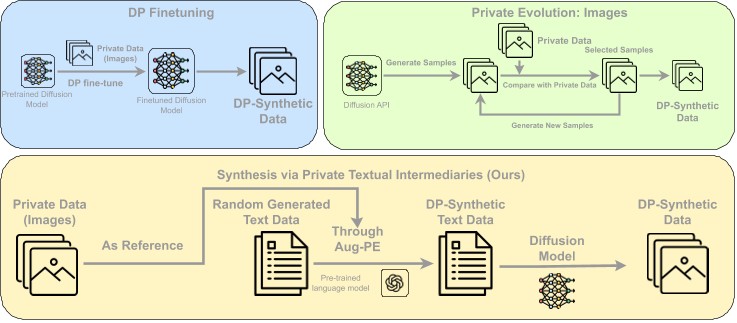 DP Finetuning
Private Data
(Images)
DP fine-tune
Pretrained Diffusion
Model
Finetuned Diffusion
Model
DP-Synthetic
Data
Private Evolution: Images
Private Data
Generate Samples
Selected Samples
Compare with Private Data
Diffusion API
Generate New Samples
DP-Synthetic
Data
Synthesis via Private Textual Intermediaries (Ours)
Private Data
(Images)
As Reference
Random Generated
Text Data
Through
Aug-PE
Pre-trained
language model
DP-Synthetic
Text Data
Diffusion
Model
DP-Synthetic
Data